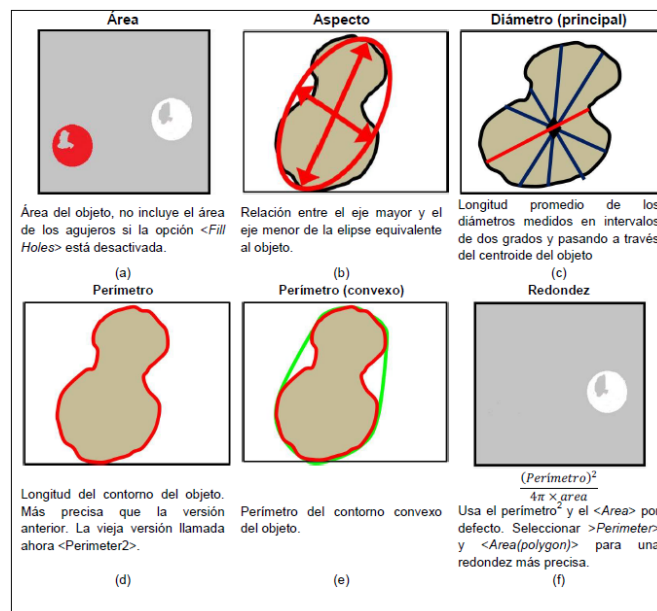 Área
Aspecto
Diámetro (principal)
Área del objeto, no incluye el área
de los agujeros si la opción <Fill
Holes> está desactivada.
(a)
Relación entre el eje mayor y el
eje menor de la elipse equivalente
al objeto.
(b)
Longitud promedio de los
diámetros medidos en intervalos
de dos grados y pasando a través
del centroide del objeto
(c)
Perímetro
Perímetro (convexo)
Redondez
Longitud del contorno del objeto.
Más precisa que la versión
anterior. La vieja versión llamada
ahora <Perimeter2>.
(d)
Perímetro del contorno convexo
del objeto.
(e)
(Perímetro)²
4π × area
Usa el perímetro² y el <Area> por
defecto. Seleccionar >Perimeter>
y <Area(polygon)> para una
redondez más precisa.
(f)